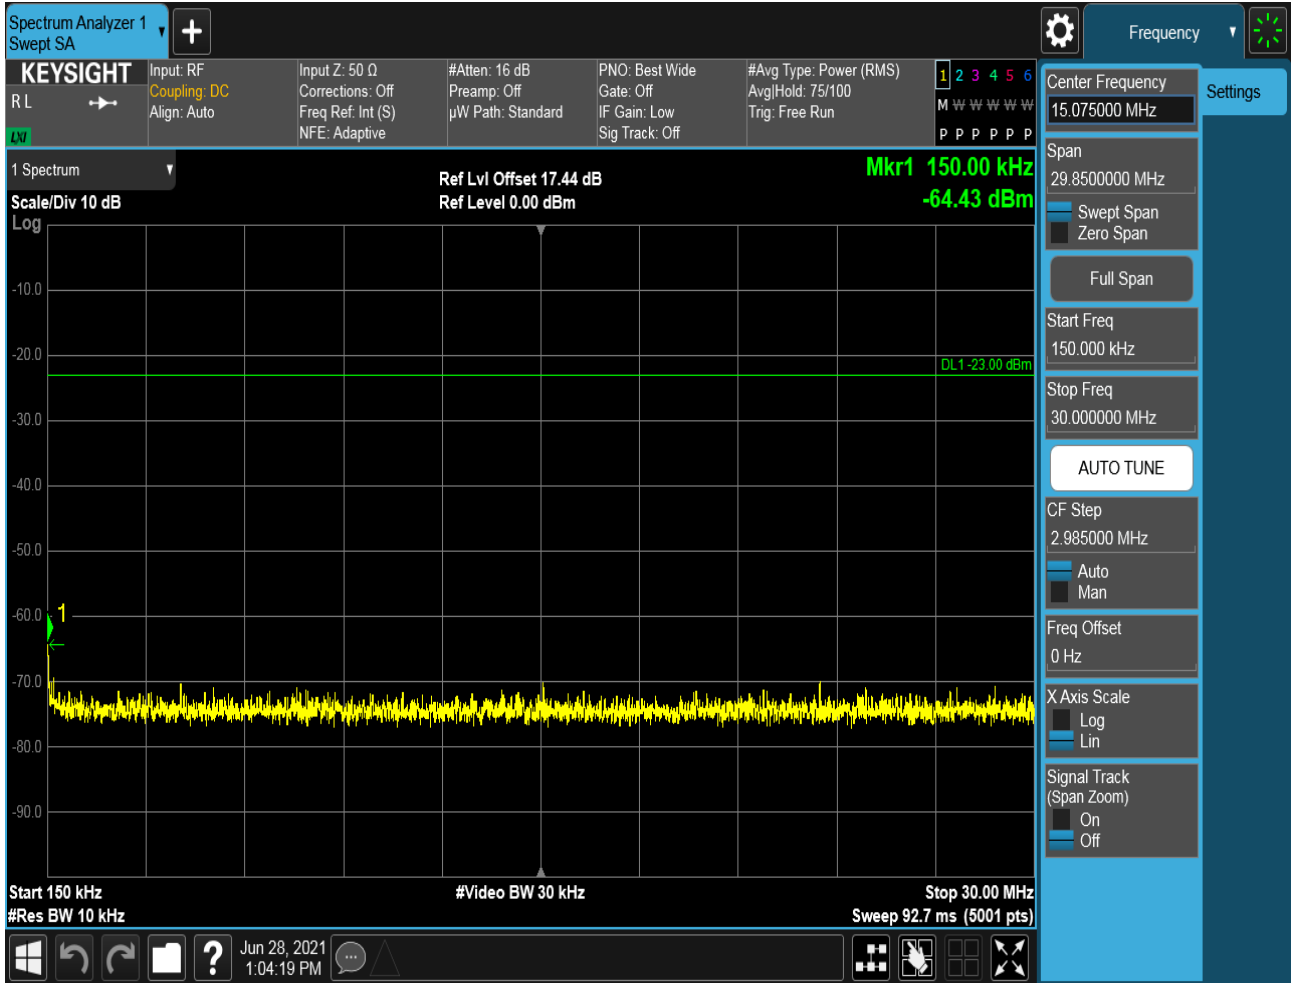 Spectrum Analyzer 1
Swept SA
Frequency
KEYSIGHT
R L
LXI
Input: RF
Coupling: DC
Align: Auto
Input Z: 50 Ω
Corrections: Off
Freq Ref: Int (S)
NFE: Adaptive
#Atten: 16 dB
Preamp: Off
µW Path: Standard
PNO: Best Wide
Gate: Off
IF Gain: Low
Sig Track: Off
#Avg Type: Power (RMS)
Avg|Hold: 75/100
Trig: Free Run
1 2 3 4 5 6
M W W W W W
P P P P P P
Center Frequency
15.075000 MHz
Settings
1 Spectrum
Scale/Div 10 dB
Log
Ref Lvl Offset 17.44 dB
Ref Level 0.00 dBm
Mkr1 150.00 kHz
-64.43 dBm
Span
29.8500000 MHz
Swept Span
Zero Span
Full Span
Start Freq
150.000 kHz
Stop Freq
30.000000 MHz
AUTO TUNE
CF Step
2.985000 MHz
Auto
Man
Freq Offset
0 Hz
X Axis Scale
Log
Lin
Signal Track
(Span Zoom)
On
Off
-10.0
-20.0
DL1 -23.00 dBm
-30.0
-40.0
-50.0
-60.0
1
-70.0
-80.0
-90.0
Start 150 kHz
#Video BW 30 kHz
Stop 30.00 MHz
#Res BW 10 kHz
Sweep 92.7 ms (5001 pts)
?
Jun 28, 2021
1:04:19 PM